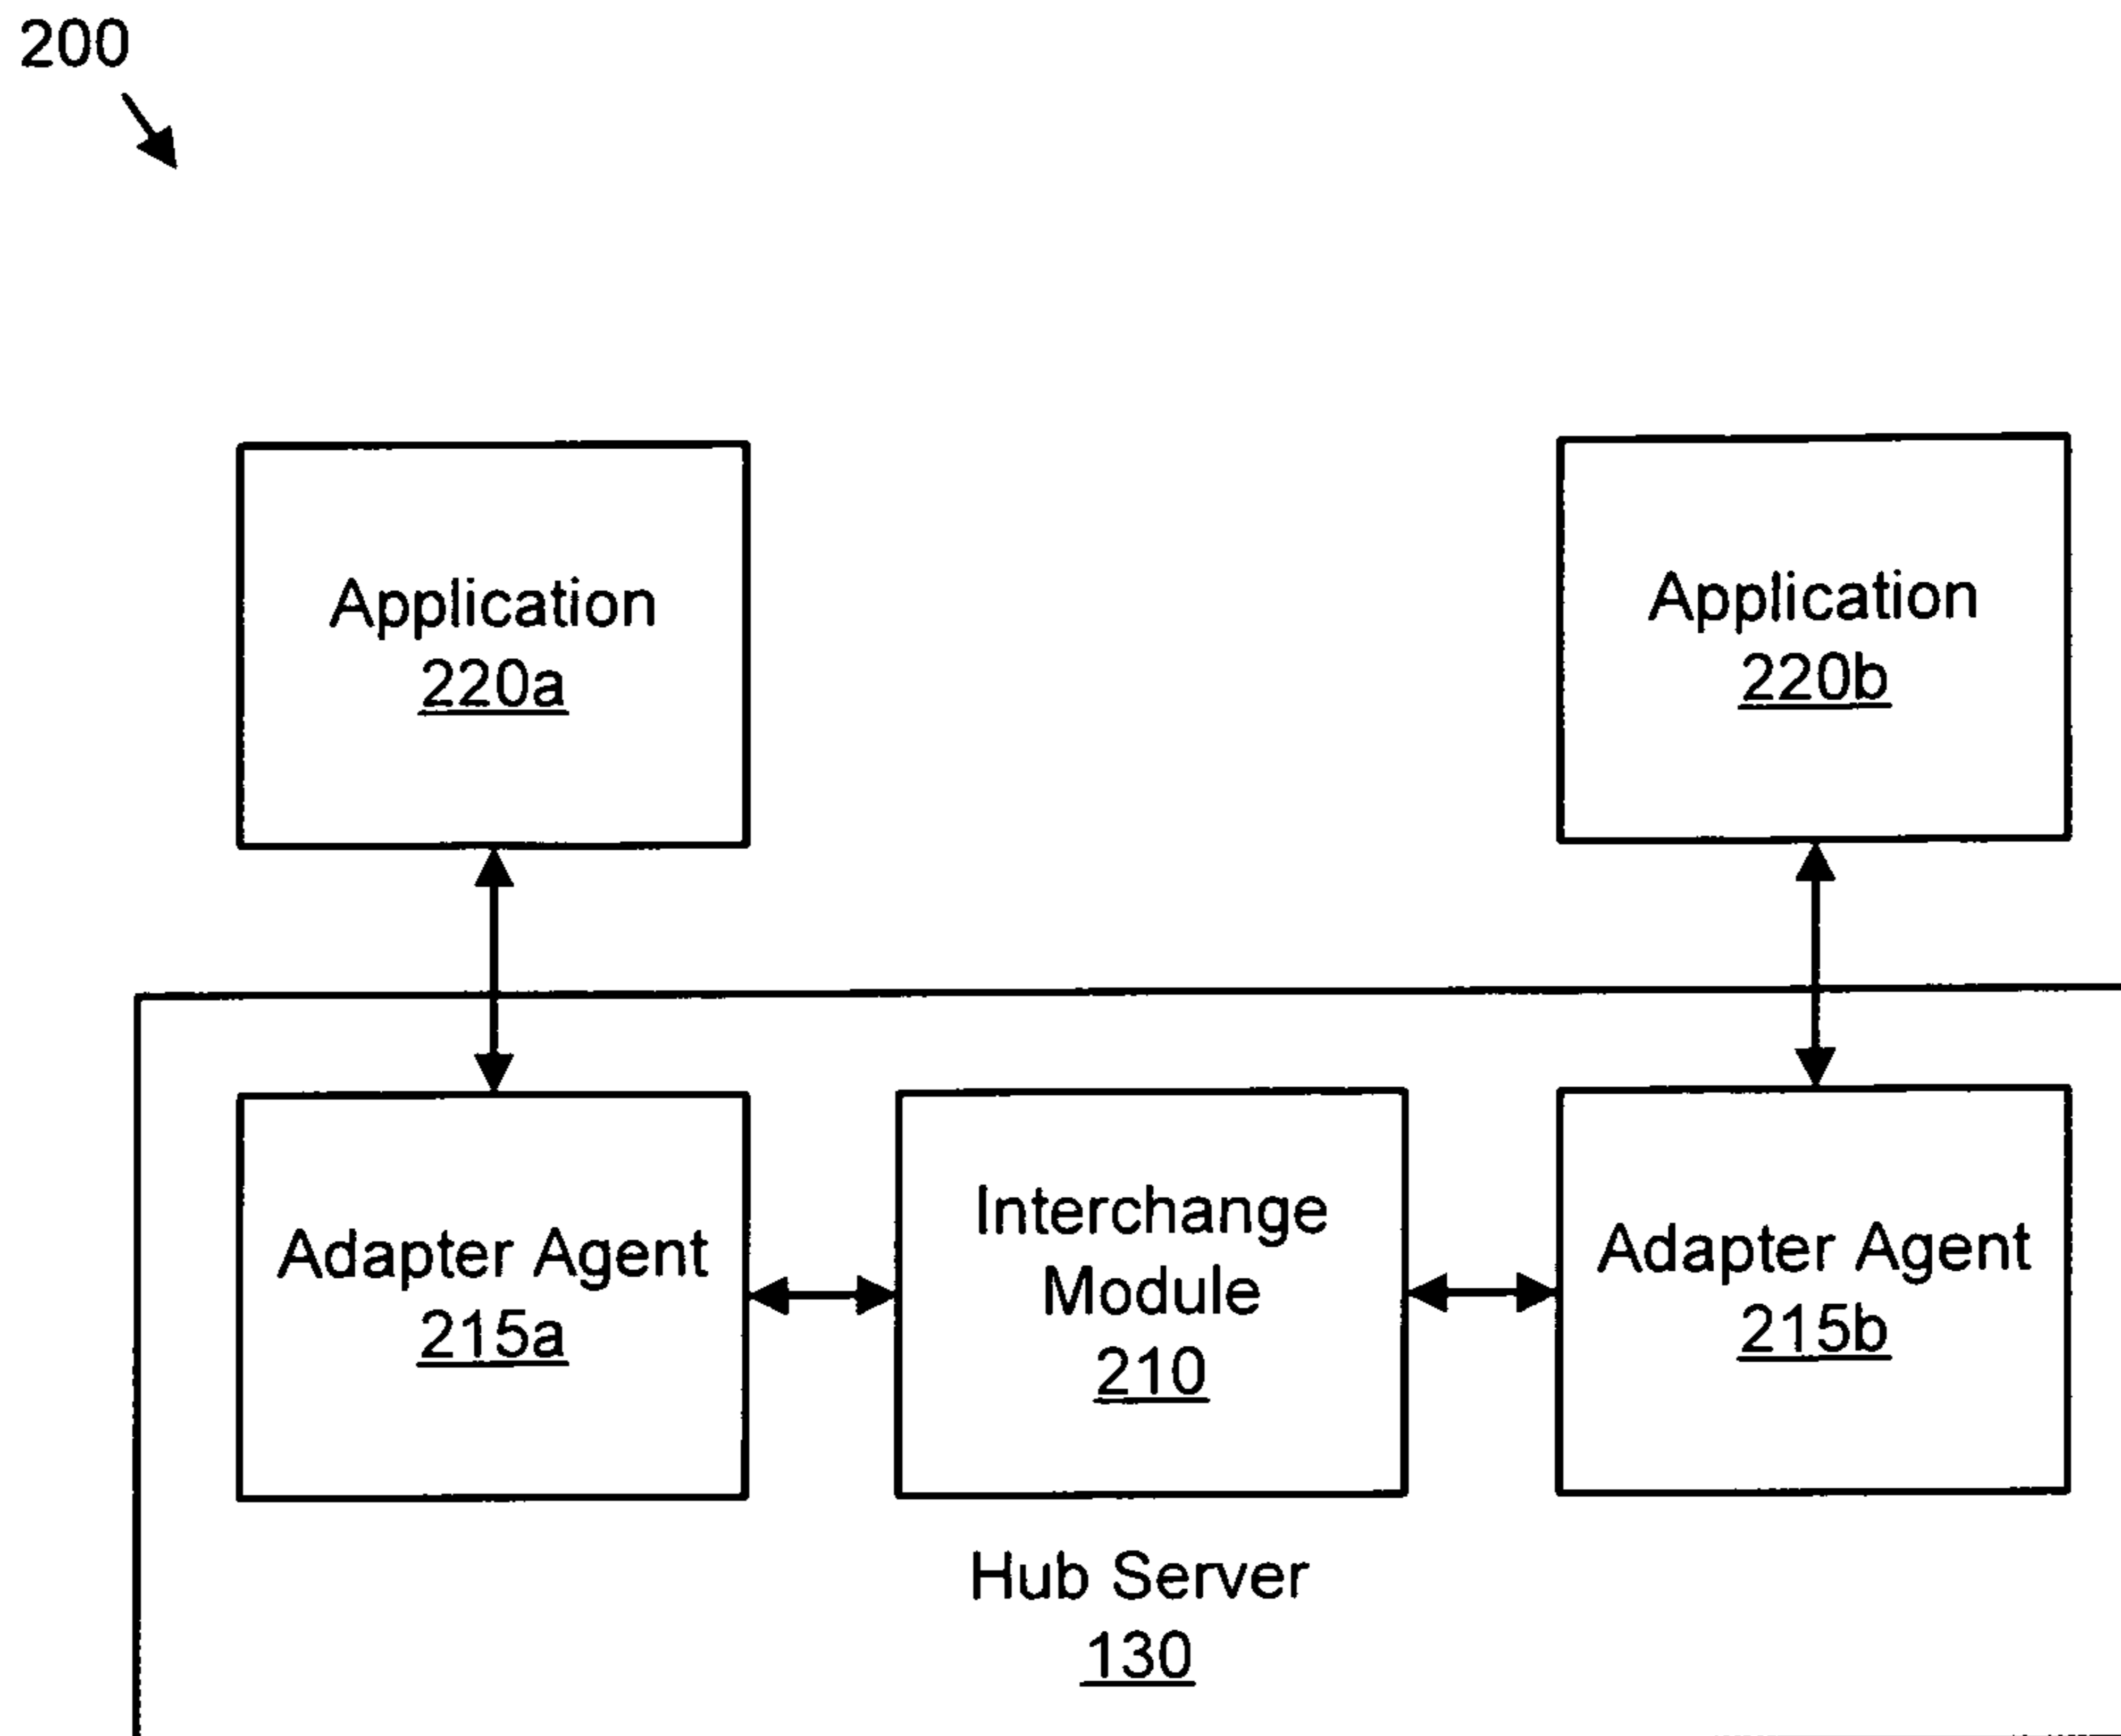 200
Application
220a
Application
220b
Adapter Agent
215a
Interchange
Module
210
Adapter Agent
215b
Hub Server
130